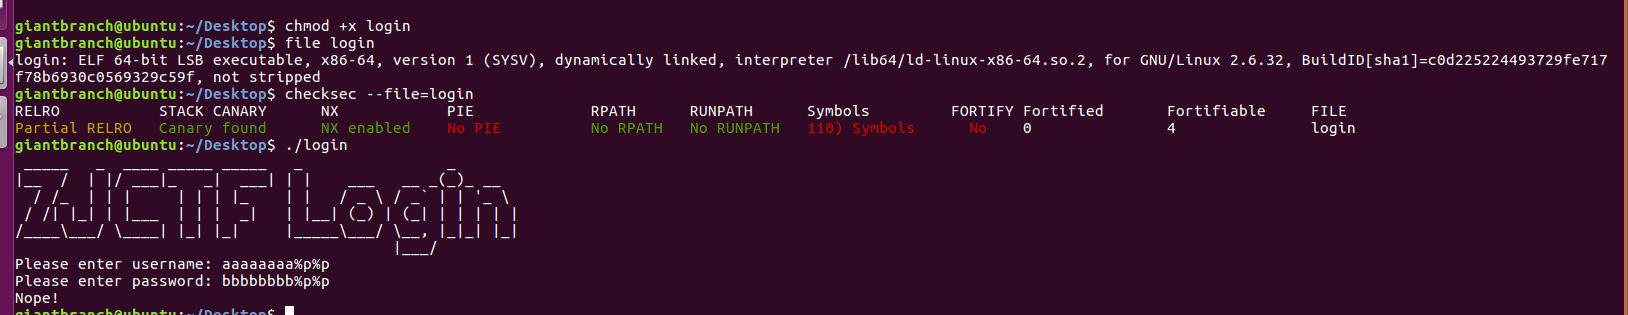 giantbranch@ubuntu:~/Desktop$ chmod +x login
giantbranch@ubuntu:~/Desktop$ file login
login: ELF 64-bit LSB executable, x86-64, version 1 (SYSV), dynamically linked, interpreter /lib64/ld-linux-x86-64.so.2, for GNU/Linux 2.6.32, BuildID[sha1]=c0d225224493729fe717
f78b6930c0569329c59f, not stripped
giantbranch@ubuntu:~/Desktop$ checksec --file=login
RELRO STACK CANARY NX PIE RPATH RUNPATH Symbols FORTIFY Fortified Fortifiable FILE
Partial RELRO Canary found NX enabled No PIE No RPATH No RUNPATH 110) Symbols No 0 4 login
giantbranch@ubuntu:~/Desktop$ ./login
ZJCTF Login
Please enter username: aaaaaaaa%p%p
Please enter password: bbbbbbbb%p%p
Nope!
giantbranch@ubuntu:~/Desktop$